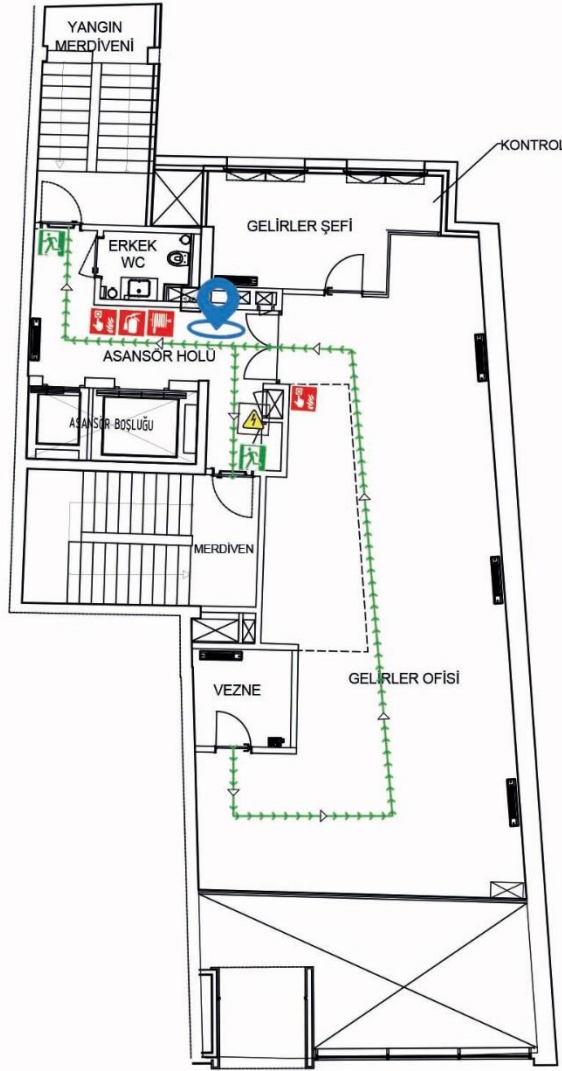 YANGIN
MERDİVENİ
KONTROL
GELİRLER ŞEFİ
ERKEK
WC
ASANSÖR HOLÜ
ASANSÖR BOŞLUĞU
MERDİVEN
VEZNE
GELİRLER OFİSİ